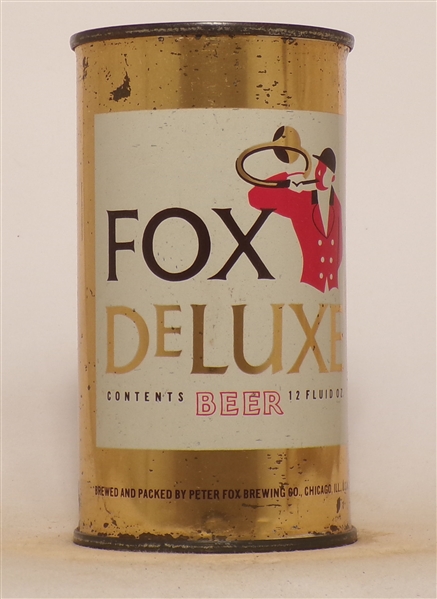 FOX
DELUXE
CONTENTS BEER 12 FLUID OZ
BREWED AND PACKED BY PETER FOX BREWING CO., CHICAGO, ILL.,